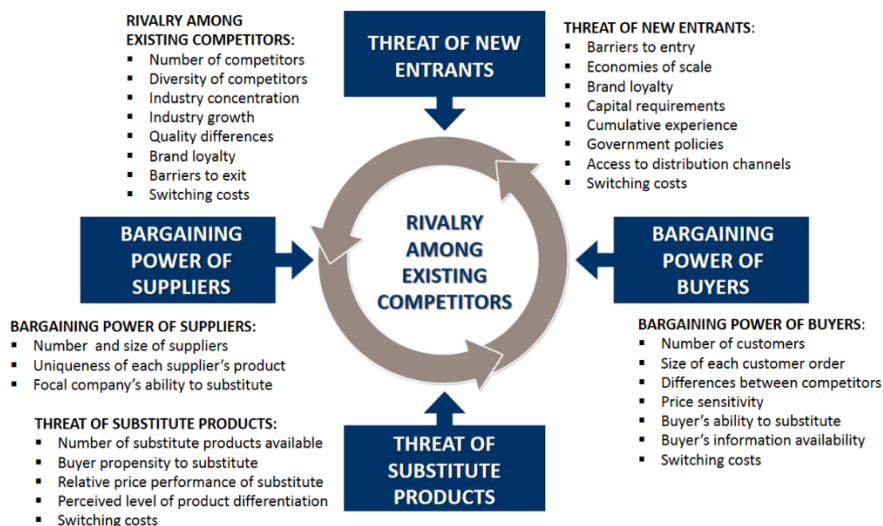 RIVALRY AMONG
EXISTING COMPETITORS:
▪ Number of competitors
▪ Diversity of competitors
▪ Industry concentration
▪ Industry growth
▪ Quality differences
▪ Brand loyalty
▪ Barriers to exit
▪ Switching costs
THREAT OF NEW
ENTRANTS
THREAT OF NEW ENTRANTS:
▪ Barriers to entry
▪ Economies of scale
▪ Brand loyalty
▪ Capital requirements
▪ Cumulative experience
▪ Government policies
▪ Access to distribution channels
▪ Switching costs
BARGAINING
POWER OF
SUPPLIERS
RIVALRY
AMONG
EXISTING
COMPETITORS
BARGAINING
POWER OF
BUYERS
BARGAINING POWER OF SUPPLIERS:
▪ Number and size of suppliers
▪ Uniqueness of each supplier's product
▪ Focal company's ability to substitute
BARGAINING POWER OF BUYERS:
▪ Number of customers
▪ Size of each customer order
▪ Differences between competitors
▪ Price sensitivity
▪ Buyer's ability to substitute
▪ Buyer's information availability
▪ Switching costs
THREAT OF SUBSTITUTE PRODUCTS:
▪ Number of substitute products available
▪ Buyer propensity to substitute
▪ Relative price performance of substitute
▪ Perceived level of product differentiation
▪ Switching costs
THREAT OF
SUBSTITUTE
PRODUCTS